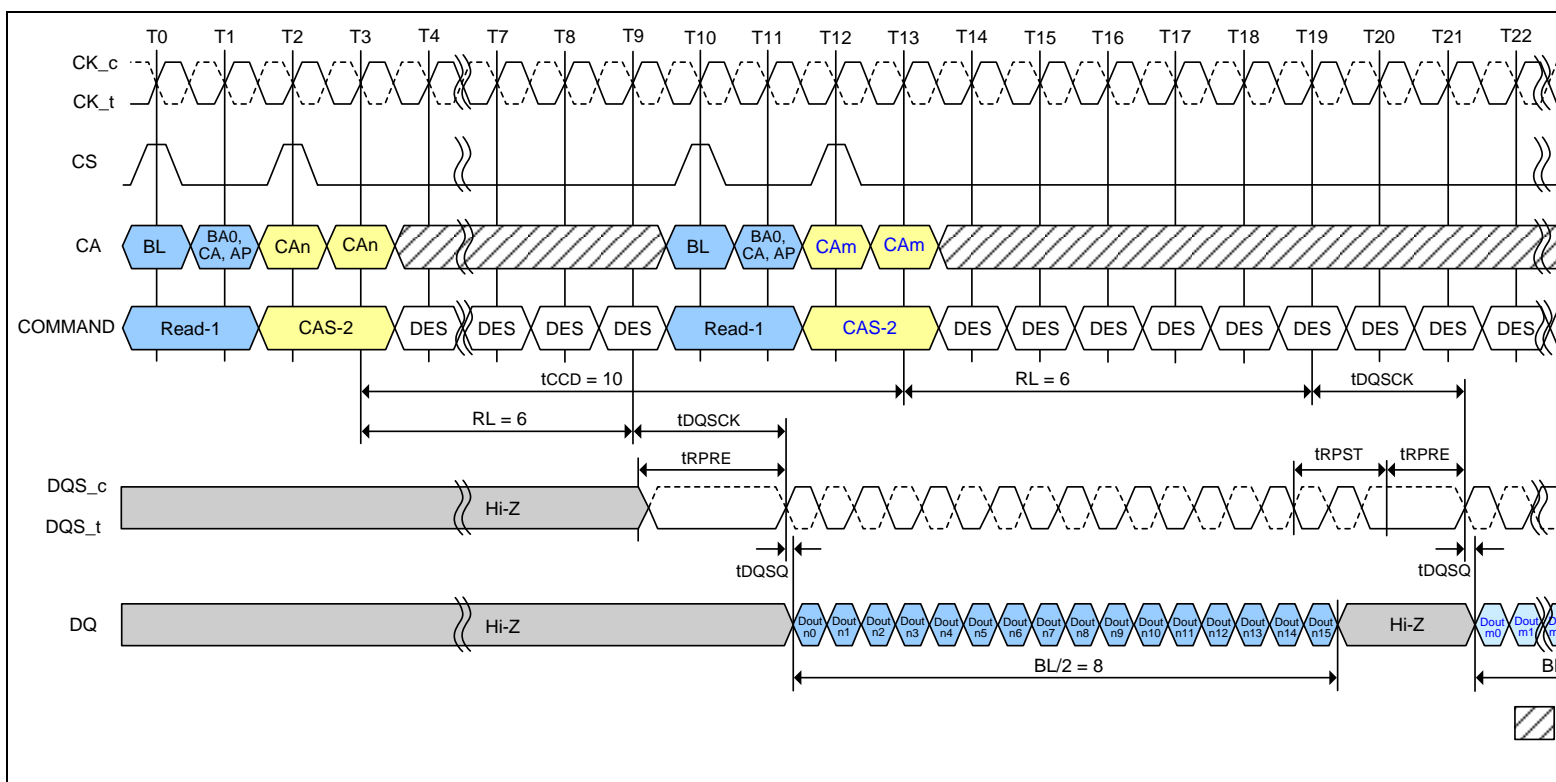 T0 T1 T2 T3 T4 T7 T8 T9 T10 T11 T12 T13 T14 T15 T16 T17 T18 T19 T20 T21 T22
CK_c
CK_t
CS
CA BL BA0, CA, AP CAn CAn BL BA0, CA, AP CAm CAm
COMMAND Read-1 CAS-2 DES DES DES DES Read-1 CAS-2 DES DES DES DES DES DES DES DES DES
tCCD = 10 RL = 6 tDQSCK
RL = 6 tDQSCK
tRPRE tRPST tRPRE
DQS_c
Hi-Z
DQS_t
tDQSQ tDQSQ
DQ Hi-Z Dout n0 Dout n1 Dout n2 Dout n3 Dout n4 Dout n5 Dout n6 Dout n7 Dout n8 Dout n9 Dout n10 Dout n11 Dout n12 Dout n13 Dout n14 Dout n15 Hi-Z Dout m0 Dout m1
BL/2 = 8